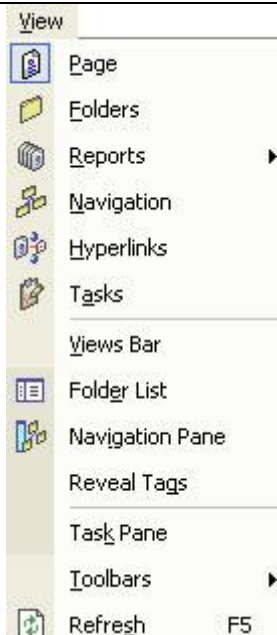 View
Page
Folders
Reports
Navigation
Hyperlinks
Tasks
Views Bar
Folder List
Navigation Pane
Reveal Tags
Task Pane
Toolbars
Refresh F5